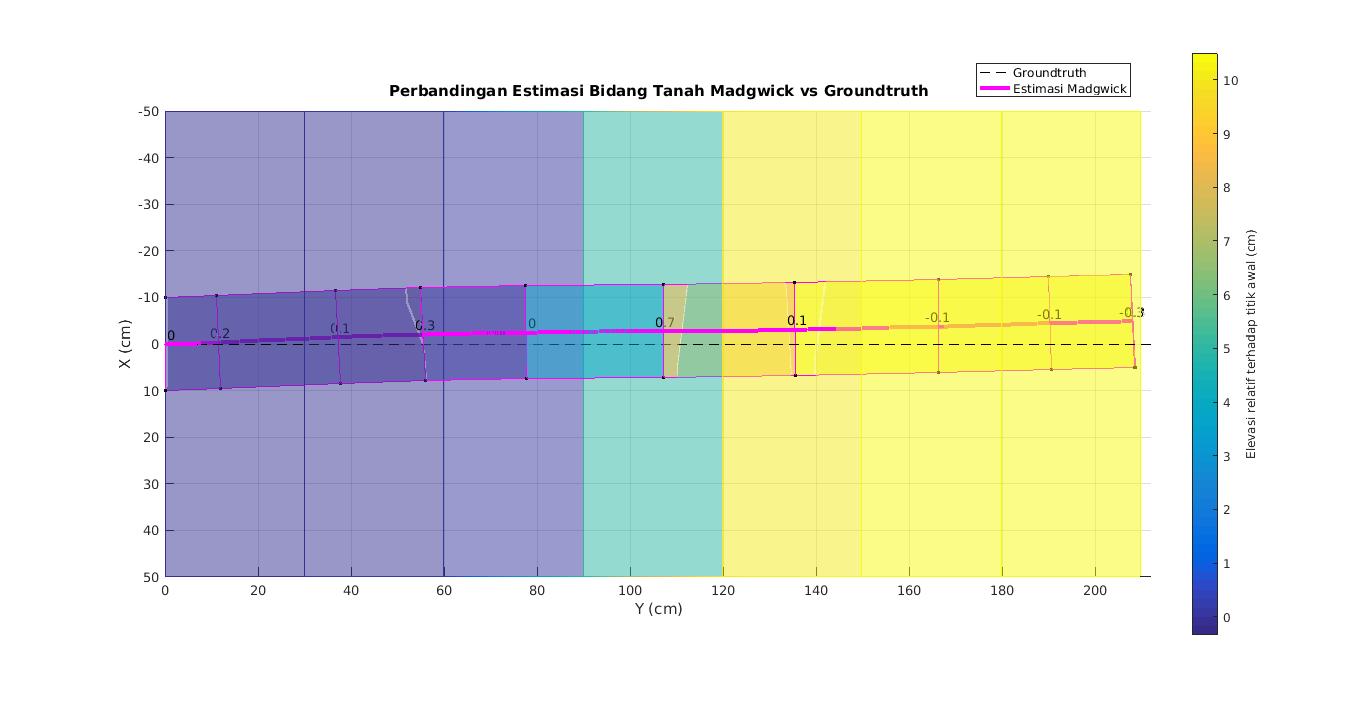 Groundtruth
Estimasi Madgwick
Perbandingan Estimasi Bidang Tanah Madgwick vs Groundtruth
-50
-40
-30
-20
-10
0
10
20
30
40
50
X (cm)
0 0.2 0.1 0.3 0 0.7 0.1 -0.1 -0.1 -0.3
0 20 40 60 80 100 120 140 160 180 200
Y (cm)
10
9
8
7
6
5
4
3
2
1
0
Elevasi relatif terhadap titik awal (cm)